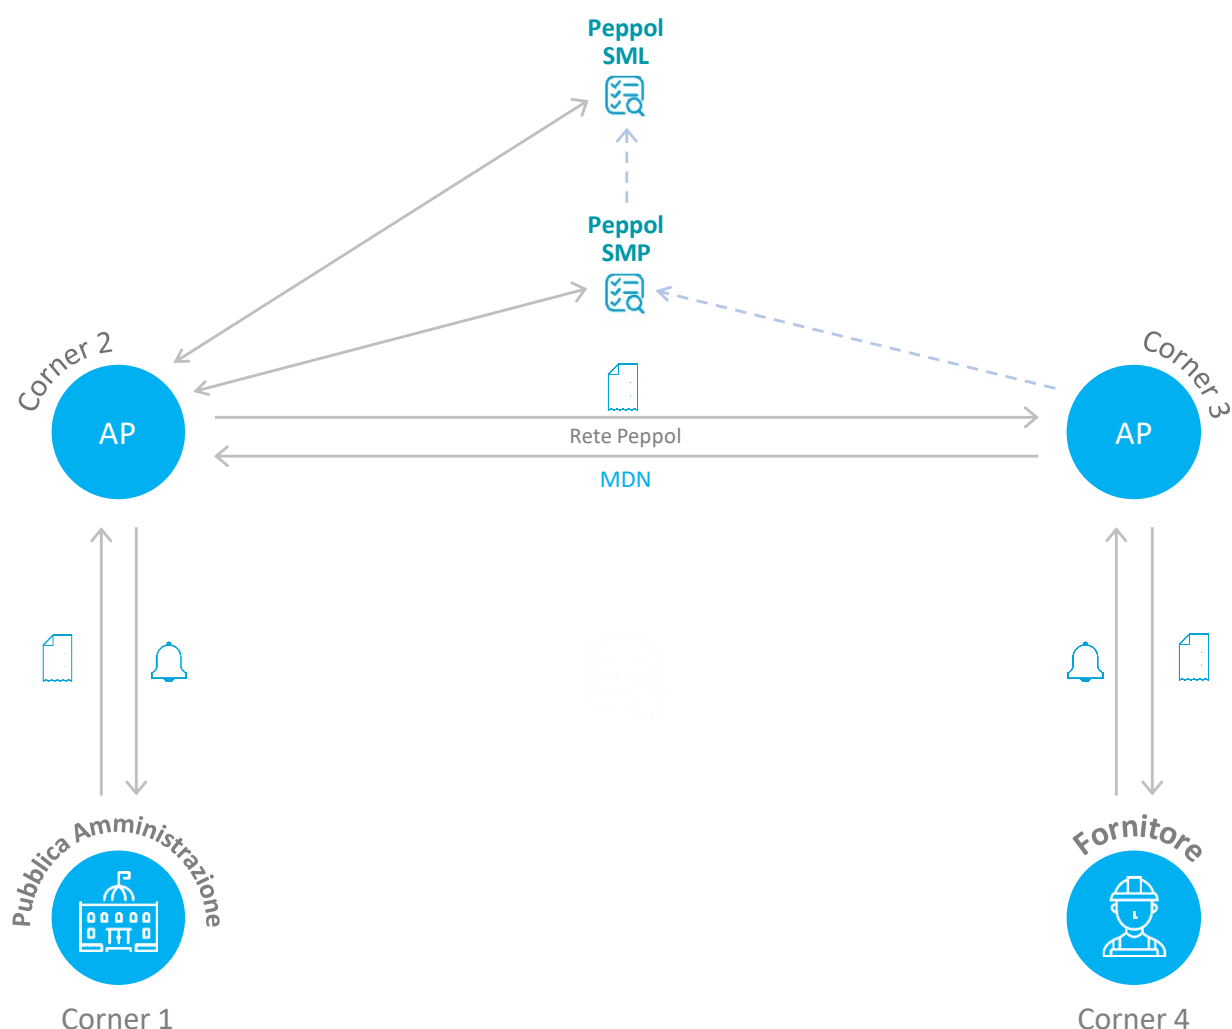 Peppol
SML
Peppol
SMP
Corner 2
Corner 3
AP
AP
Rete Peppol
MDN
Pubblica Amministrazione
Fornitore
Corner 1
Corner 4